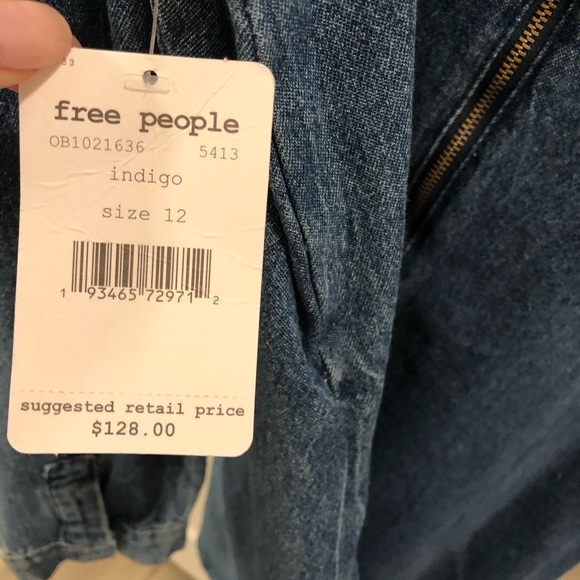 free people
OB1021636 5413
indigo
size 12
1 93465 72971 2
suggested retail price
$128.00